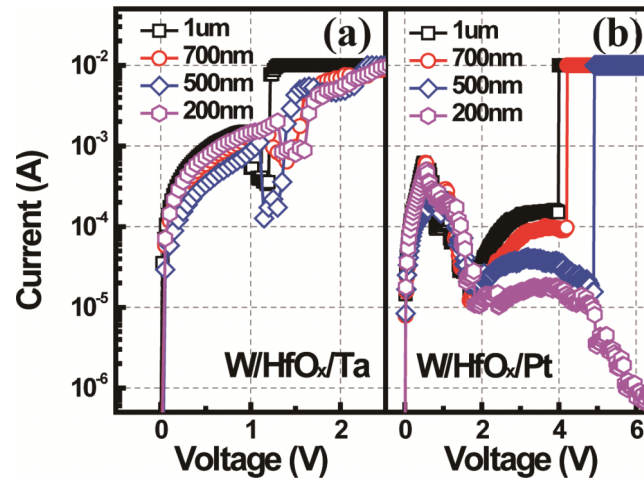 (a)
1um
700nm
500nm
200nm
W/HfOₓ/Ta
(b)
1um
700nm
500nm
200nm
W/HfOₓ/Pt
Current (A)
10⁻²
10⁻³
10⁻⁴
10⁻⁵
10⁻⁶
0 1 2
0 2 4 6
Voltage (V)
Voltage (V)